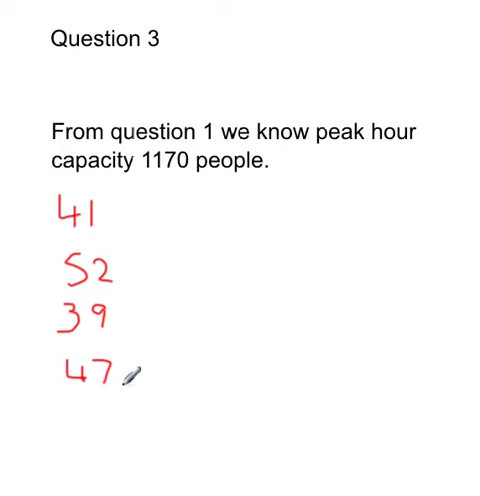 Question 3
From question 1 we know peak hour
capacity 1170 people.
41
52
39
47